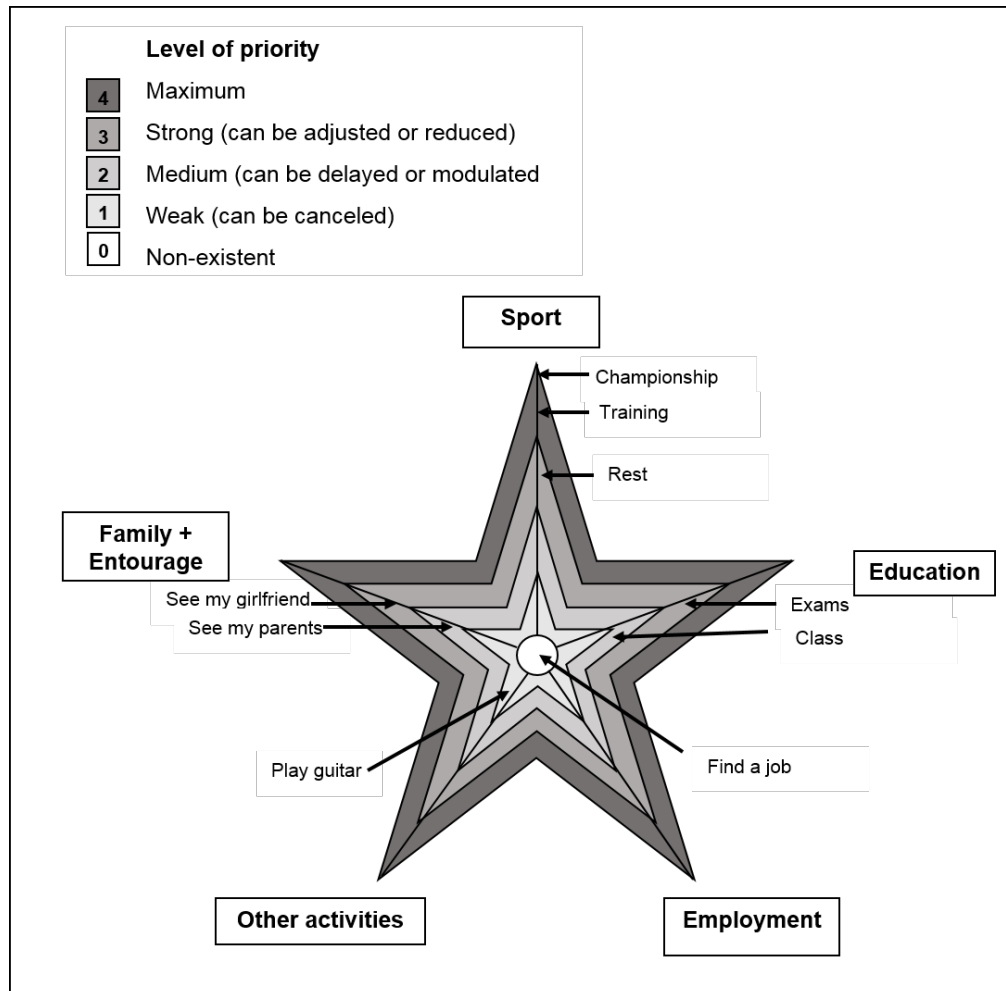 Level of priority
4 Maximum
3 Strong (can be adjusted or reduced)
2 Medium (can be delayed or modulated
1 Weak (can be canceled)
0 Non-existent
Sport
Championship
Training
Rest
Family +
Entourage
Education
See my girlfriend
Exams
See my parents
Class
Play guitar
Find a job
Other activities
Employment